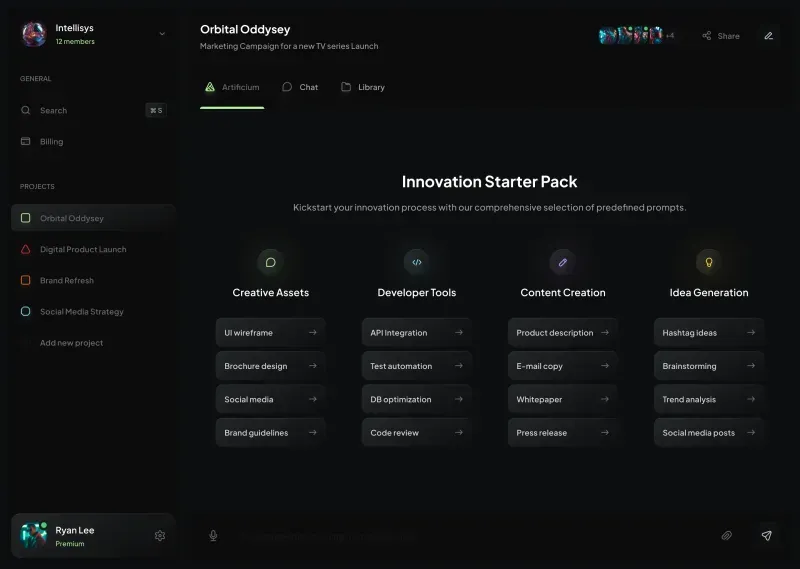 Intellisys
12 members
GENERAL
Search
⌘ S
Billing
PROJECTS
Orbital Oddysey
Digital Product Launch
Brand Refresh
Social Media Strategy
Add new project
Ryan Lee
Premium
Orbital Oddysey
Marketing Campaign for a new TV series Launch
+4
Share
Artificium
Chat
Library
Innovation Starter Pack
Kickstart your innovation process with our comprehensive selection of predefined prompts.
Creative Assets
UI wireframe
Brochure design
Social media
Brand guidelines
Developer Tools
API Integration
Test automation
DB optimization
Code review
Content Creation
Product description
E-mail copy
Whitepaper
Press release
Idea Generation
Hashtag ideas
Brainstorming
Trend analysis
Social media posts